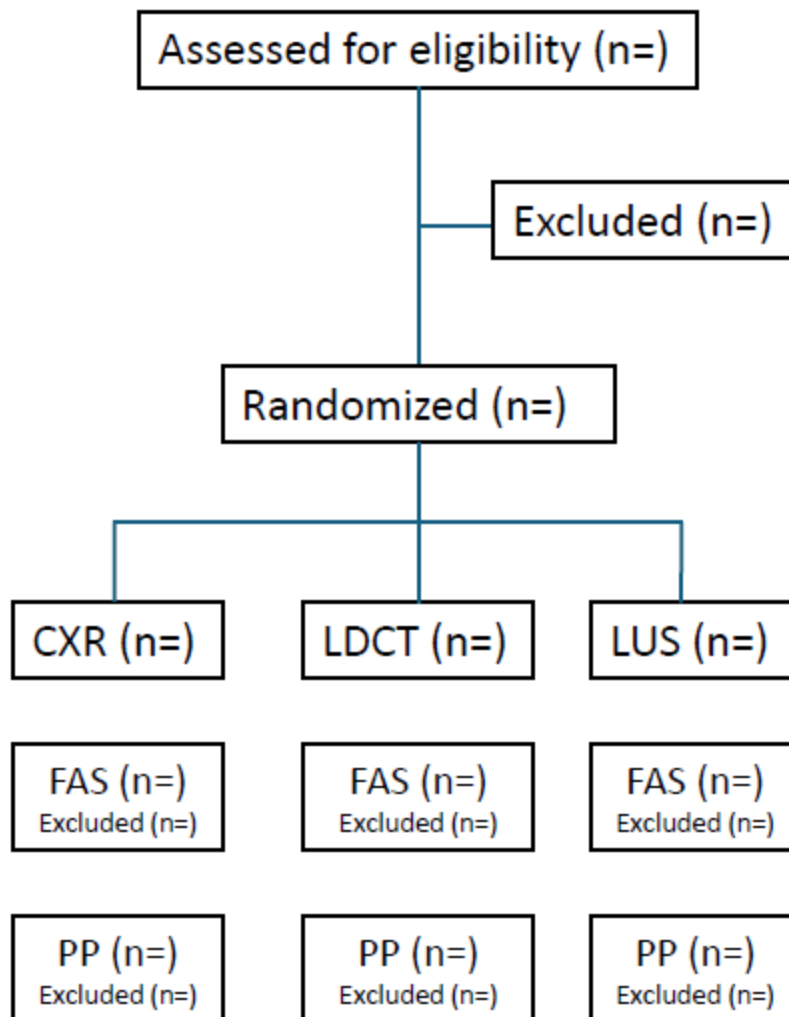 Assessed for eligibility (n=)
Excluded (n=)
Randomized (n=)
CXR (n=)
LDCT (n=)
LUS (n=)
FAS (n=)
Excluded (n=)
FAS (n=)
Excluded (n=)
FAS (n=)
Excluded (n=)
PP (n=)
Excluded (n=)
PP (n=)
Excluded (n=)
PP (n=)
Excluded (n=)